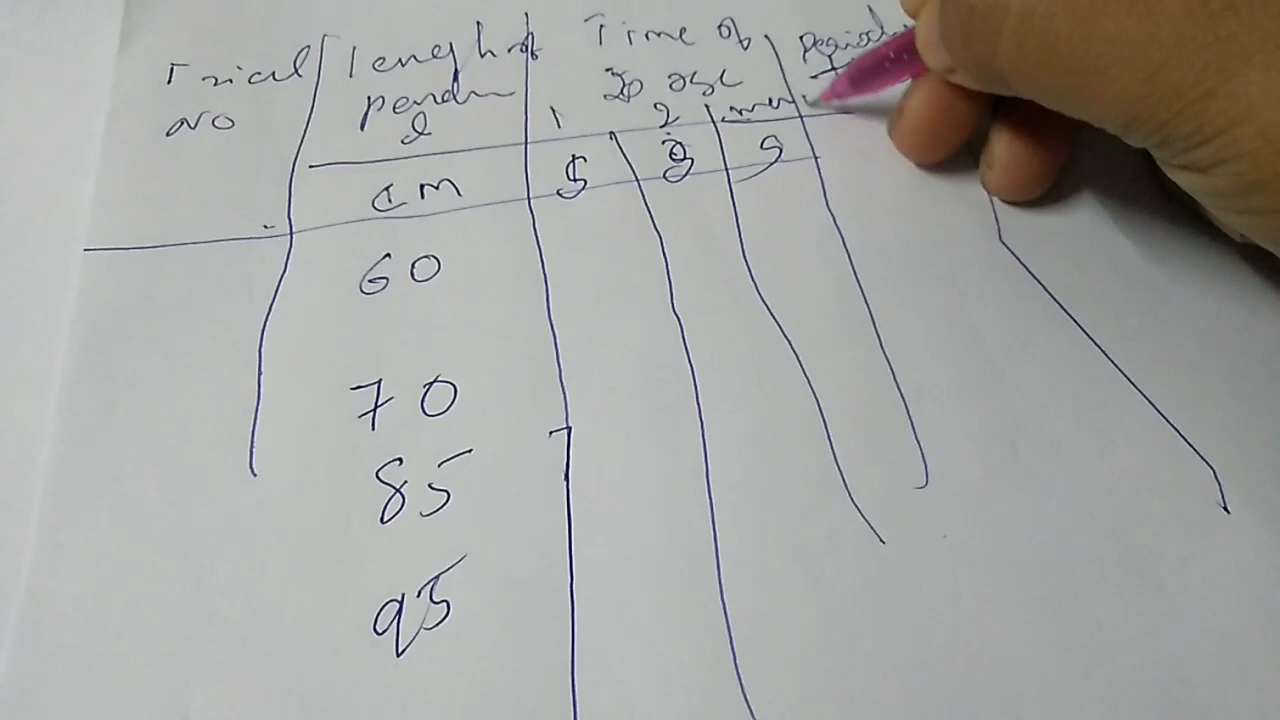 Trial length of Time of Period
No pendu 20 osc T
l 1 2 mean
cm s s s
60
70
85
95